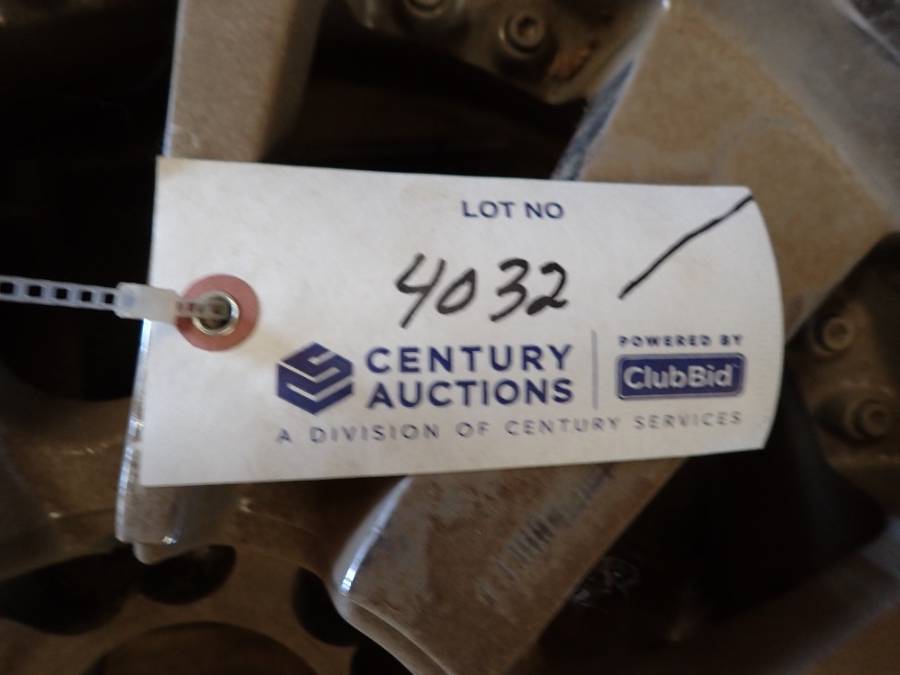 LOT NO
4032
CENTURY
AUCTIONS
POWERED BY
ClubBid
A DIVISION OF CENTURY SERVICES